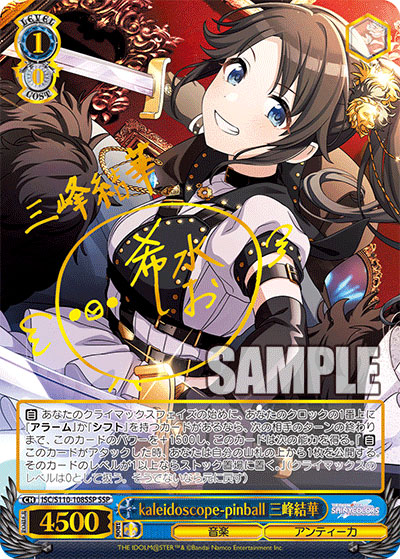 LEVEL
1
0
COST
三峰結華
希水
しお
SAMPLE
自 あなたのクライマックスフェイズの始めに、あなたのクロックの1番上に
『アラーム』か『シフト』を持つカードがあるなら、次の相手のターンの終わり
まで、このカードのパワーを+1500し、このカードは次の能力を得る。『自
このカードがアタックした時、あなたは自分の山札の上から1枚を公開する。
そのカードのレベルが1以上ならストック置場に置く。(クライマックスの
レベルは0として扱う。そうでないなら元に戻す)』
CH
ISC/S110-108SSP SSP
kaleidoscope-pinball 三峰結華
POWER
4500
SOUL
音楽
アンティーカ
SHINYCOLORS
THE IDOLM@STER™& ©Bandai Namco Entertainment Inc.